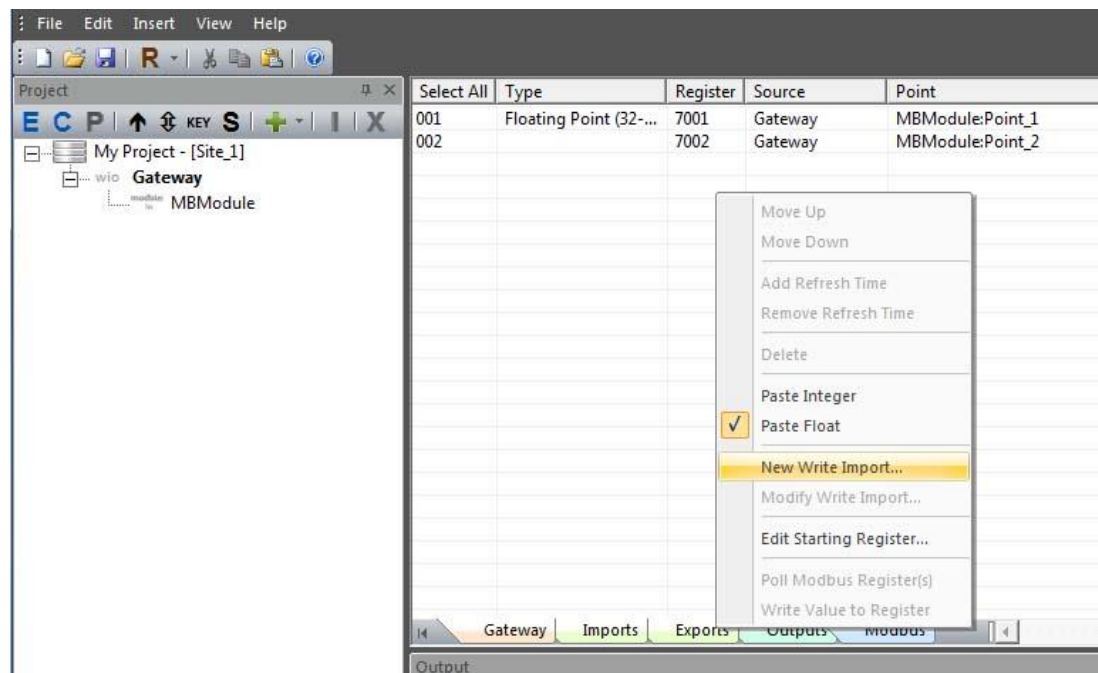 File Edit Insert View Help
R
Project
E C P KEY S I X
My Project - [Site_1]
wio Gateway
module MBModule
Select All Type Register Source Point
001 Floating Point (32-... 7001 Gateway MBModule:Point_1
002 7002 Gateway MBModule:Point_2
Move Up
Move Down
Add Refresh Time
Remove Refresh Time
Delete
Paste Integer
Paste Float
New Write Import...
Modify Write Import...
Edit Starting Register...
Poll Modbus Register(s)
Write Value to Register
Gateway Imports Exports Outputs Modbus
Output